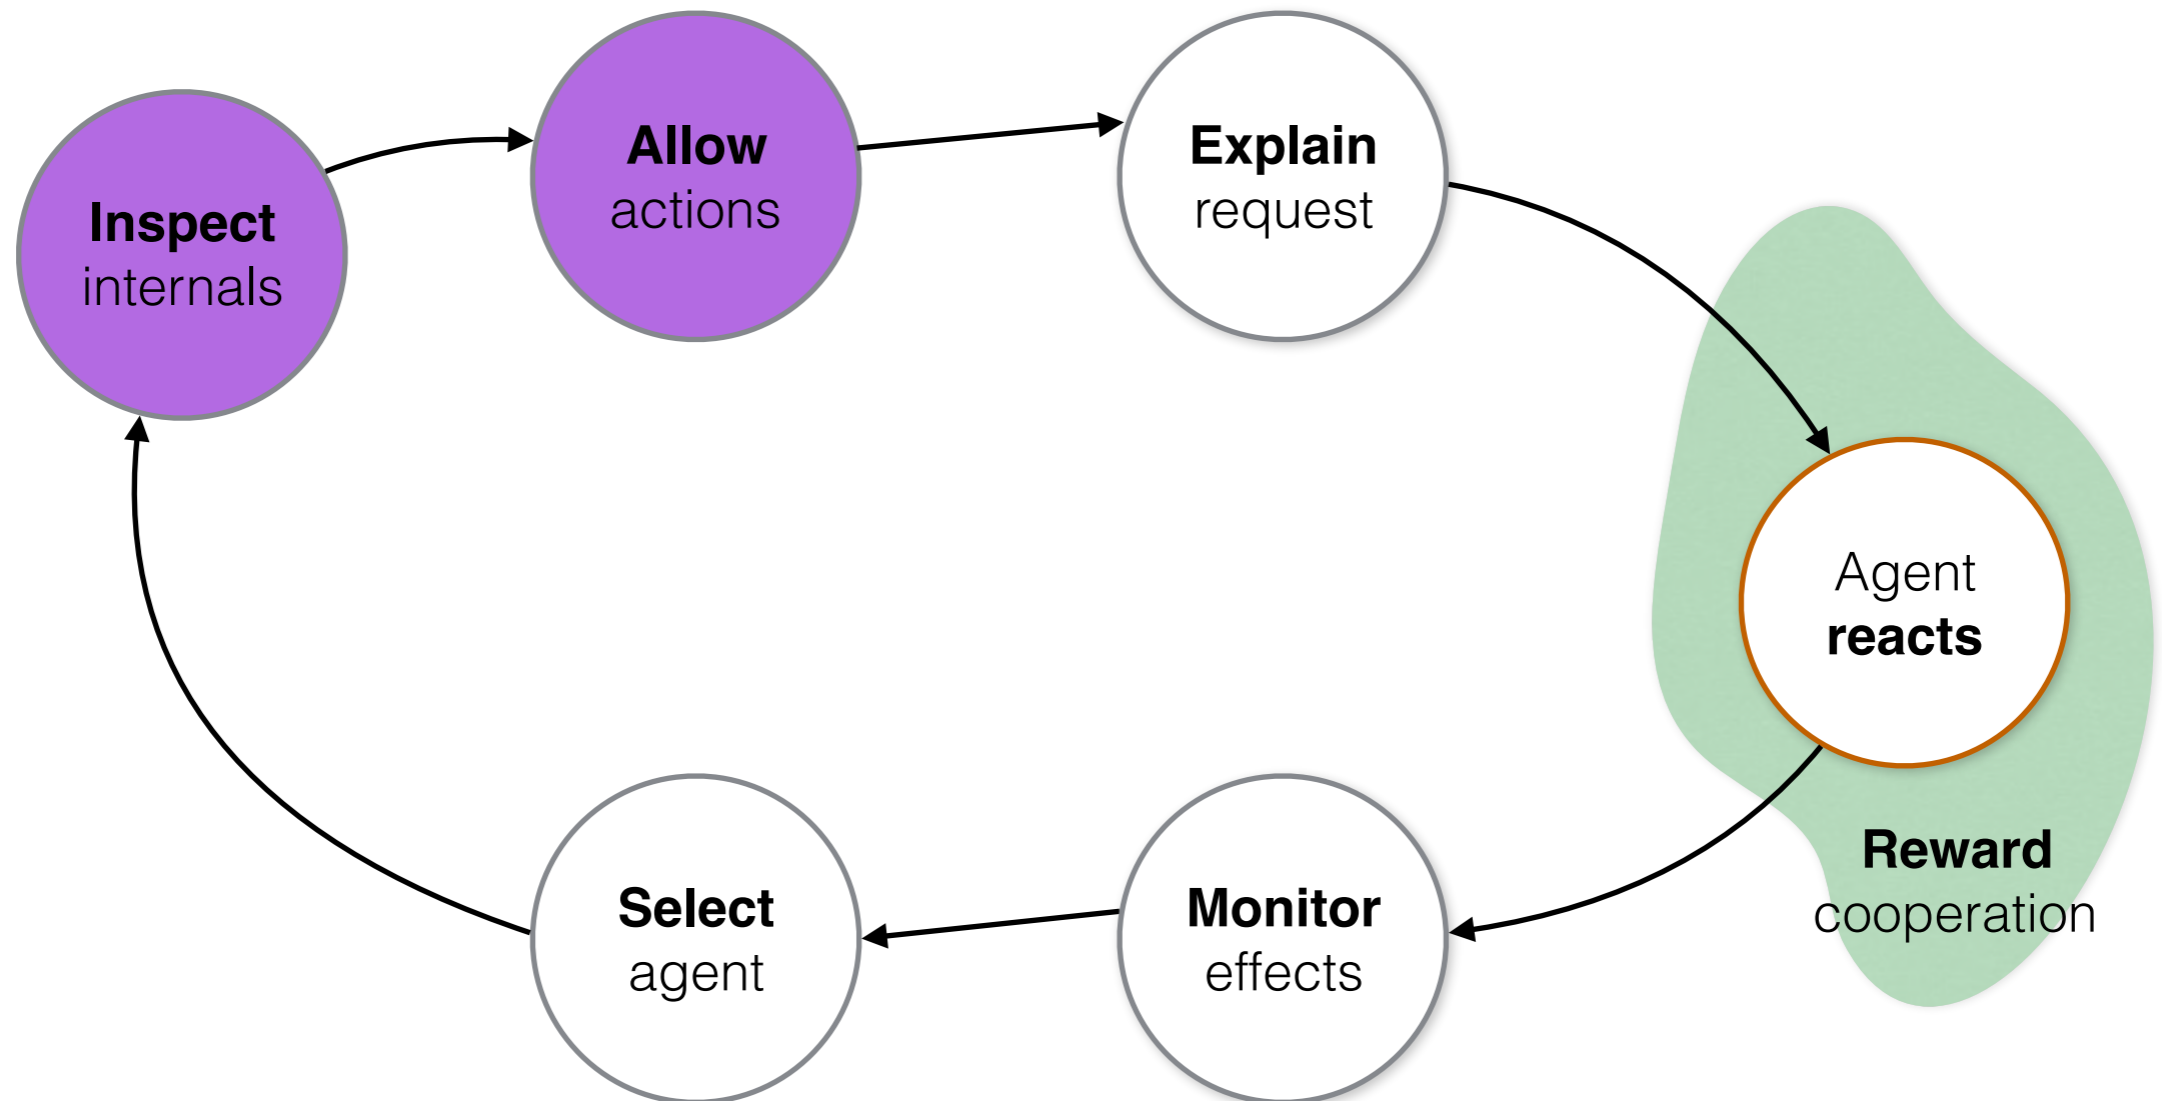 Inspect
internals
Allow
actions
Explain
request
Agent
reacts
Reward
cooperation
Monitor
effects
Select
agent